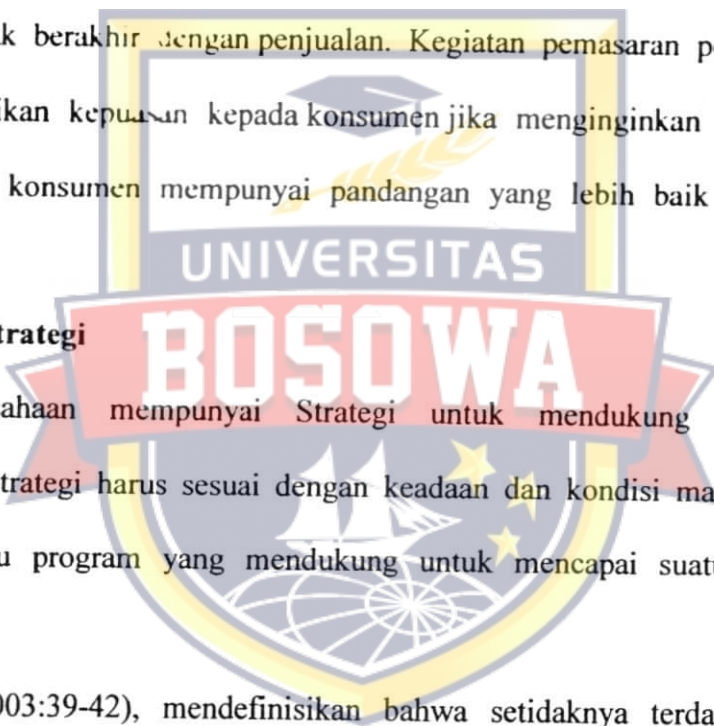 k berakhir dengan penjualan. Kegiatan pemasaran p
ikan kepuasan kepada konsumen jika menginginkan
konsumen mempunyai pandangan yang lebih baik
UNIVERSITAS
BOSOWA
trategi
ahaan mempunyai Strategi untuk mendukung
trategi harus sesuai dengan keadaan dan kondisi ma
u program yang mendukung untuk mencapai suatu
003:39-42), mendefinisikan bahwa setidaknya terda